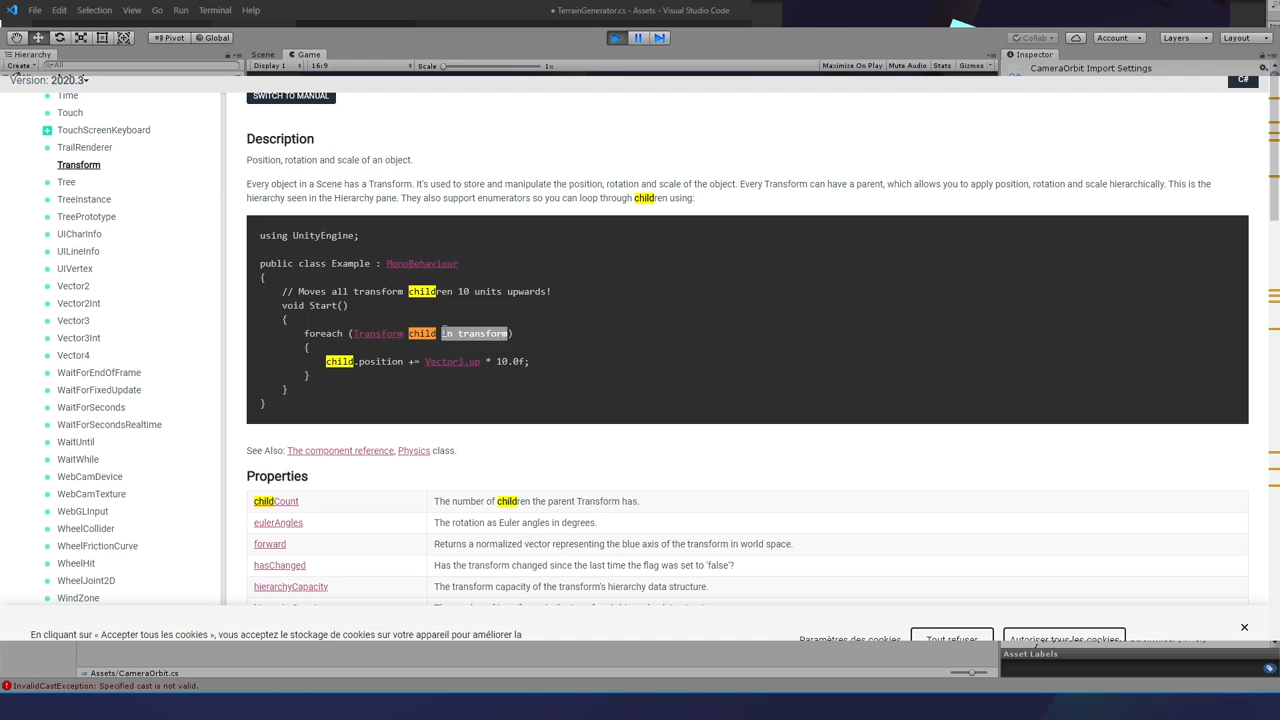 File Edit Selection View Go Run Terminal Help
● TerrainGenerator.cs - Assets - Visual Studio Code
Pivot Global
Collab Account Layers Layout
Hierarchy
Scene Game
Inspector
Create All
Display 1 16:9 Scale 1x
Maximize On Play Mute Audio Stats Gizmos
CameraOrbit Import Settings
Version: 2020.3
C#
Time
Touch
TouchScreenKeyboard
TrailRenderer
Transform
Tree
TreeInstance
TreePrototype
UICharInfo
UILineInfo
UIVertex
Vector2
Vector2Int
Vector3
Vector3Int
Vector4
WaitForEndOfFrame
WaitForFixedUpdate
WaitForSeconds
WaitForSecondsRealtime
WaitUntil
WaitWhile
WebCamDevice
WebCamTexture
WebGLInput
WheelCollider
WheelFrictionCurve
WheelHit
WheelJoint2D
WindZone
SWITCH TO MANUAL
Description
Position, rotation and scale of an object.
Every object in a Scene has a Transform. It's used to store and manipulate the position, rotation and scale of the object. Every Transform can have a parent, which allows you to apply position, rotation and scale hierarchically. This is the
hierarchy seen in the Hierarchy pane. They also support enumerators so you can loop through children using:
using UnityEngine;
public class Example : MonoBehaviour
{
// Moves all transform children 10 units upwards!
void Start()
{
foreach (Transform child in transform)
{
child.position += Vector3.up * 10.0f;
}
}
}
See Also: The component reference, Physics class.
Properties
childCount The number of children the parent Transform has.
eulerAngles The rotation as Euler angles in degrees.
forward Returns a normalized vector representing the blue axis of the transform in world space.
hasChanged Has the transform changed since the last time the flag was set to 'false'?
hierarchyCapacity The transform capacity of the transform's hierarchy data structure.
En cliquant sur « Accepter tous les cookies », vous acceptez le stockage de cookies sur votre appareil pour améliorer la
Paramètres des cookies Tout refuser Autoriser tous les cookies
Asset Labels
Assets/CameraOrbit.cs
InvalidCastException: Specified cast is not valid.